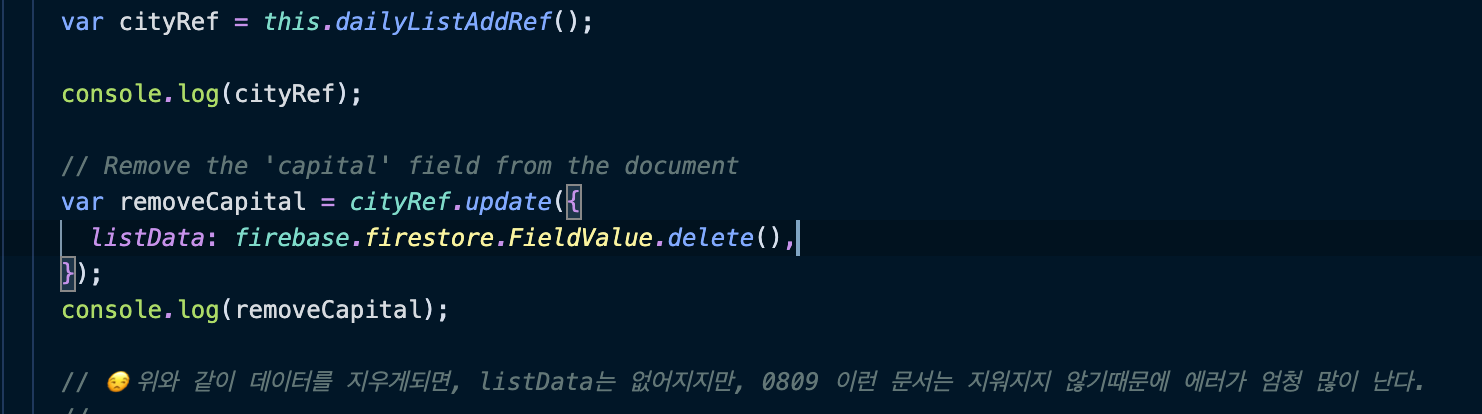 var cityRef = this.dailyListAddRef();
console.log(cityRef);
// Remove the 'capital' field from the document
var removeCapital = cityRef.update({
listData: firebase.firestore.FieldValue.delete(),
});
console.log(removeCapital);
// 😒 위와 같이 데이터를 지우게되면, listData는 없어지지만, 0809 이런 문서는 지워지지 않기때문에 에러가 엄청 많이 난다.
//